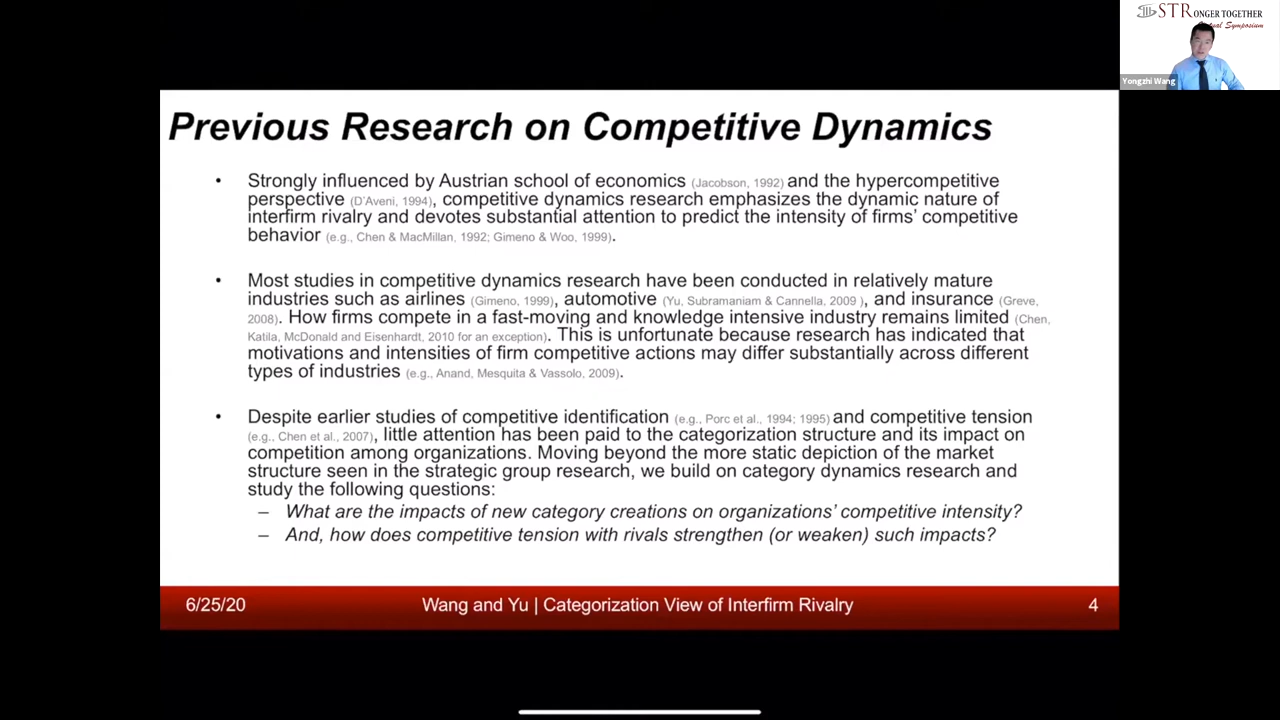 STRONGER TOGETHER
Virtual Symposium
Yongzhi Wang
Previous Research on Competitive Dynamics
• Strongly influenced by Austrian school of economics (Jacobson, 1992) and the hypercompetitive
perspective (D'Aveni, 1994), competitive dynamics research emphasizes the dynamic nature of
interfirm rivalry and devotes substantial attention to predict the intensity of firms' competitive
behavior (e.g., Chen & MacMillan, 1992; Gimeno & Woo, 1999).
• Most studies in competitive dynamics research have been conducted in relatively mature
industries such as airlines (Gimeno, 1999), automotive (Yu, Subramaniam & Cannella, 2009 ), and insurance (Greve,
2008). How firms compete in a fast-moving and knowledge intensive industry remains limited (Chen,
Katila, McDonald and Eisenhardt, 2010 for an exception). This is unfortunate because research has indicated that
motivations and intensities of firm competitive actions may differ substantially across different
types of industries (e.g., Anand, Mesquita & Vassolo, 2009).
• Despite earlier studies of competitive identification (e.g., Porc et al., 1994; 1995) and competitive tension
(e.g., Chen et al., 2007), little attention has been paid to the categorization structure and its impact on
competition among organizations. Moving beyond the more static depiction of the market
structure seen in the strategic group research, we build on category dynamics research and
study the following questions:
– What are the impacts of new category creations on organizations' competitive intensity?
– And, how does competitive tension with rivals strengthen (or weaken) such impacts?
6/25/20
Wang and Yu | Categorization View of Interfirm Rivalry
4